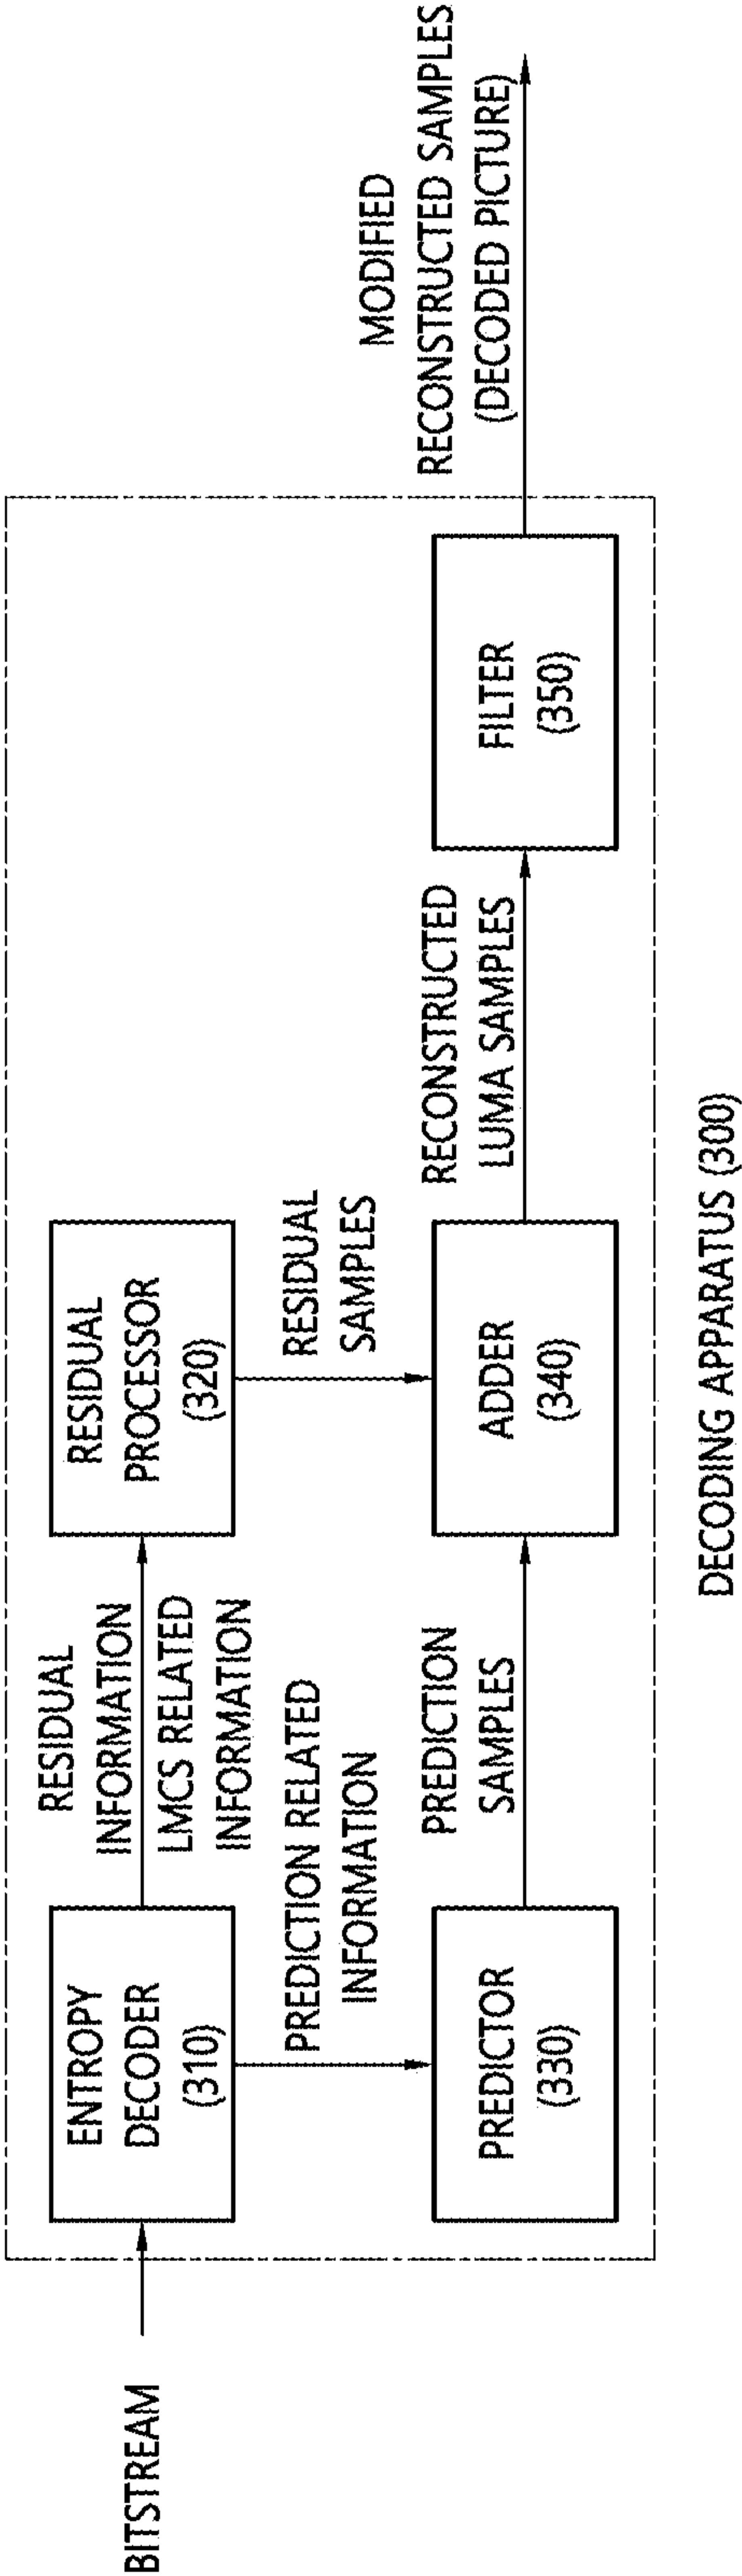 BITSTREAM
ENTROPY
DECODER
(310)
RESIDUAL
INFORMATION
LMCS RELATED
INFORMATION
RESIDUAL
PROCESSOR
(320)
PREDICTION RELATED
INFORMATION
RESIDUAL
SAMPLES
PREDICTOR
(330)
PREDICTION
SAMPLES
ADDER
(340)
RECONSTRUCTED
LUMA SAMPLES
FILTER
(350)
MODIFIED
RECONSTRUCTED SAMPLES
(DECODED PICTURE)
DECODING APPARATUS (300)